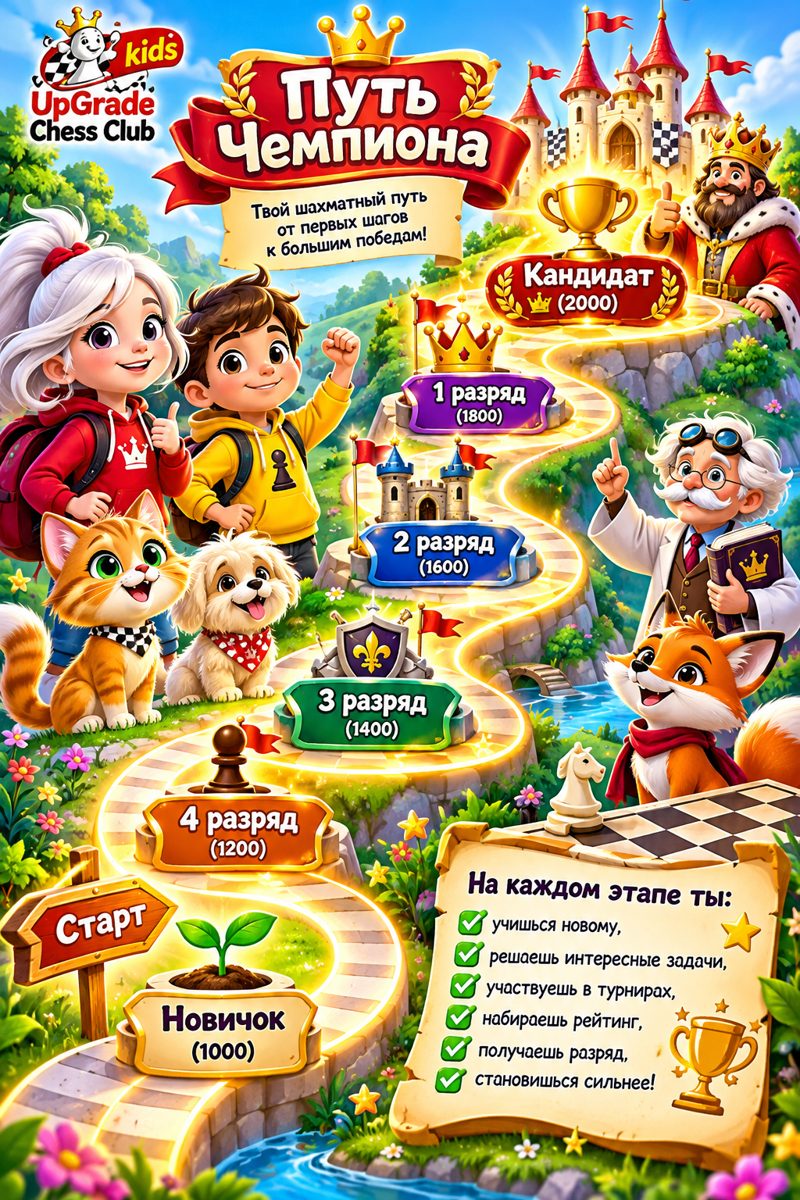 kids
UpGrade
Chess Club
Путь
Чемпиона
Твой шахматный путь
от первых шагов
к большим победам!
Кандидат
(2000)
1 разряд
(1800)
2 разряд
(1600)
3 разряд
(1400)
4 разряд
(1200)
Старт
Новичок
(1000)
На каждом этапе ты:
учишься новому,
решаешь интересные задачи,
участвуешь в турнирах,
набираешь рейтинг,
получаешь разряд,
становишься сильнее!